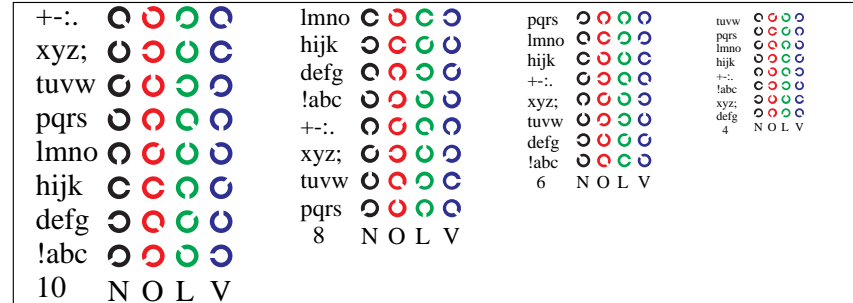 +-:.
xyz;
tuvw
pqrs
lmno
hijk
defg
!abc
10 N O L V
lmno
hijk
defg
!abc
+-:.
xyz;
tuvw
pqrs
8 N O L V
pqrs
lmno
hijk
+-:.
xyz;
tuvw
defg
!abc
6 N O L V
tuvw
pqrs
lmno
hijk
+-:.
!abc
xyz;
defg
4 N O L V